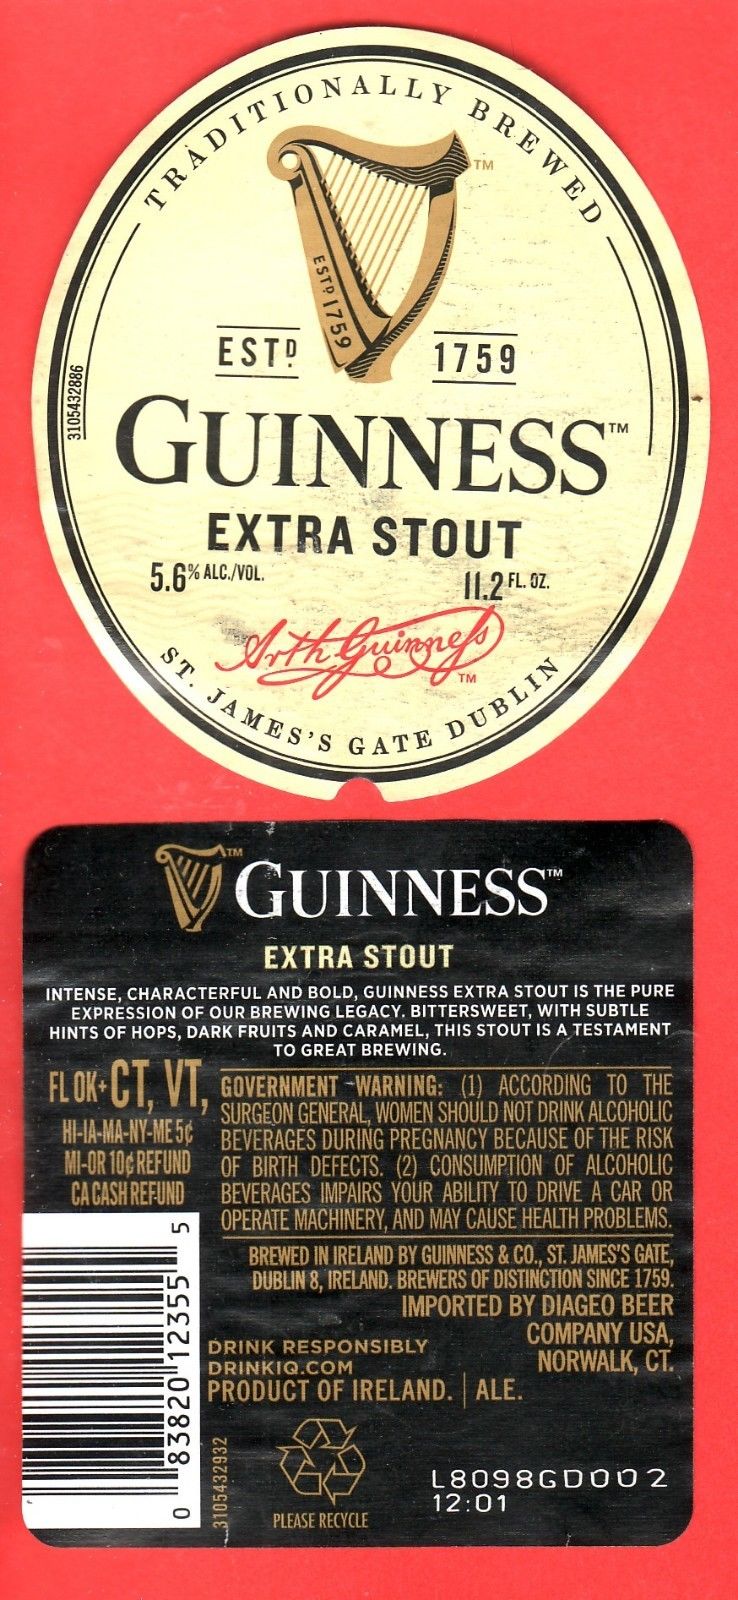 TRADITIONALLY BREWED
TM
ESTD 1759
ESTD 1759
3105432886
GUINNESS™
EXTRA STOUT
5.6% ALC./VOL. 11.2 FL. OZ.
Arth Guinness
TM
ST. JAMES'S GATE DUBLIN
TM
GUINNESS™
EXTRA STOUT
INTENSE, CHARACTERFUL AND BOLD, GUINNESS EXTRA STOUT IS THE PURE
EXPRESSION OF OUR BREWING LEGACY. BITTERSWEET, WITH SUBTLE
HINTS OF HOPS, DARK FRUITS AND CARAMEL, THIS STOUT IS A TESTAMENT
TO GREAT BREWING.
FL OK+ CT, VT,
HI-IA-MA-NY-ME 5¢
MI-OR 10¢ REFUND
CA CASH REFUND
GOVERNMENT WARNING: (1) ACCORDING TO THE
SURGEON GENERAL, WOMEN SHOULD NOT DRINK ALCOHOLIC
BEVERAGES DURING PREGNANCY BECAUSE OF THE RISK
OF BIRTH DEFECTS. (2) CONSUMPTION OF ALCOHOLIC
BEVERAGES IMPAIRS YOUR ABILITY TO DRIVE A CAR OR
OPERATE MACHINERY, AND MAY CAUSE HEALTH PROBLEMS.
BREWED IN IRELAND BY GUINNESS & CO., ST. JAMES'S GATE,
DUBLIN 8, IRELAND. BREWERS OF DISTINCTION SINCE 1759.
IMPORTED BY DIAGEO BEER
COMPANY USA,
NORWALK, CT.
DRINK RESPONSIBLY
DRINKIQ.COM
PRODUCT OF IRELAND. | ALE.
0 83820 12355 5
3105432932
PLEASE RECYCLE
L8098GD002
12:01